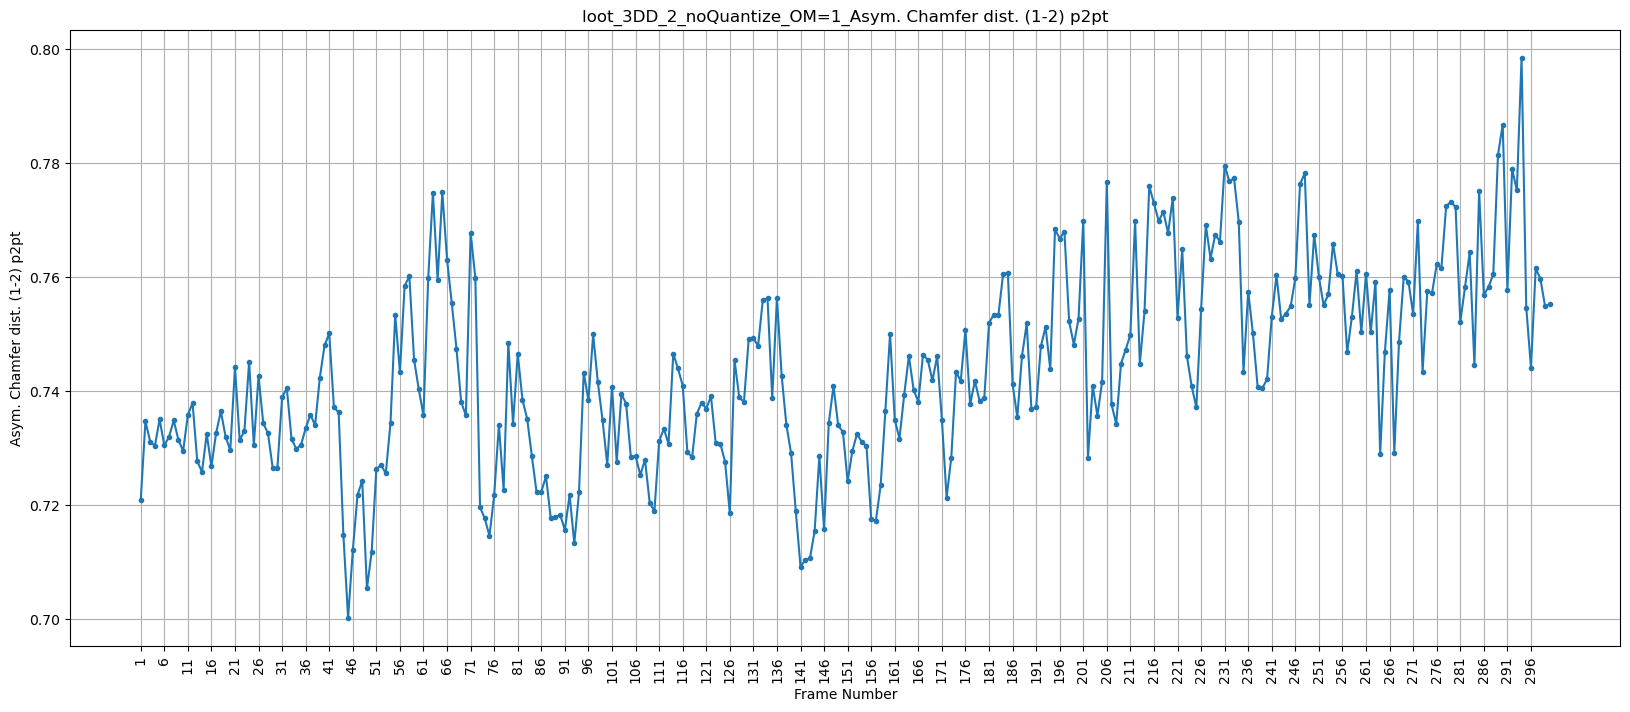 loot_3DD_2_noQuantize_OM=1_Asym. Chamfer dist. (1-2) p2pt
0.80
0.78
0.76
0.74
0.72
0.70
Asym. Chamfer dist. (1-2) p2pt
1 6 11 16 21 26 31 36 41 46 51 56 61 66 71 76 81 86 91 96 101 106 111 116 121 126 131 136 141 146 151 156 161 166 171 176 181 186 191 196 201 206 211 216 221 226 231 236 241 246 251 256 261 266 271 276 281 286 291 296
Frame Number